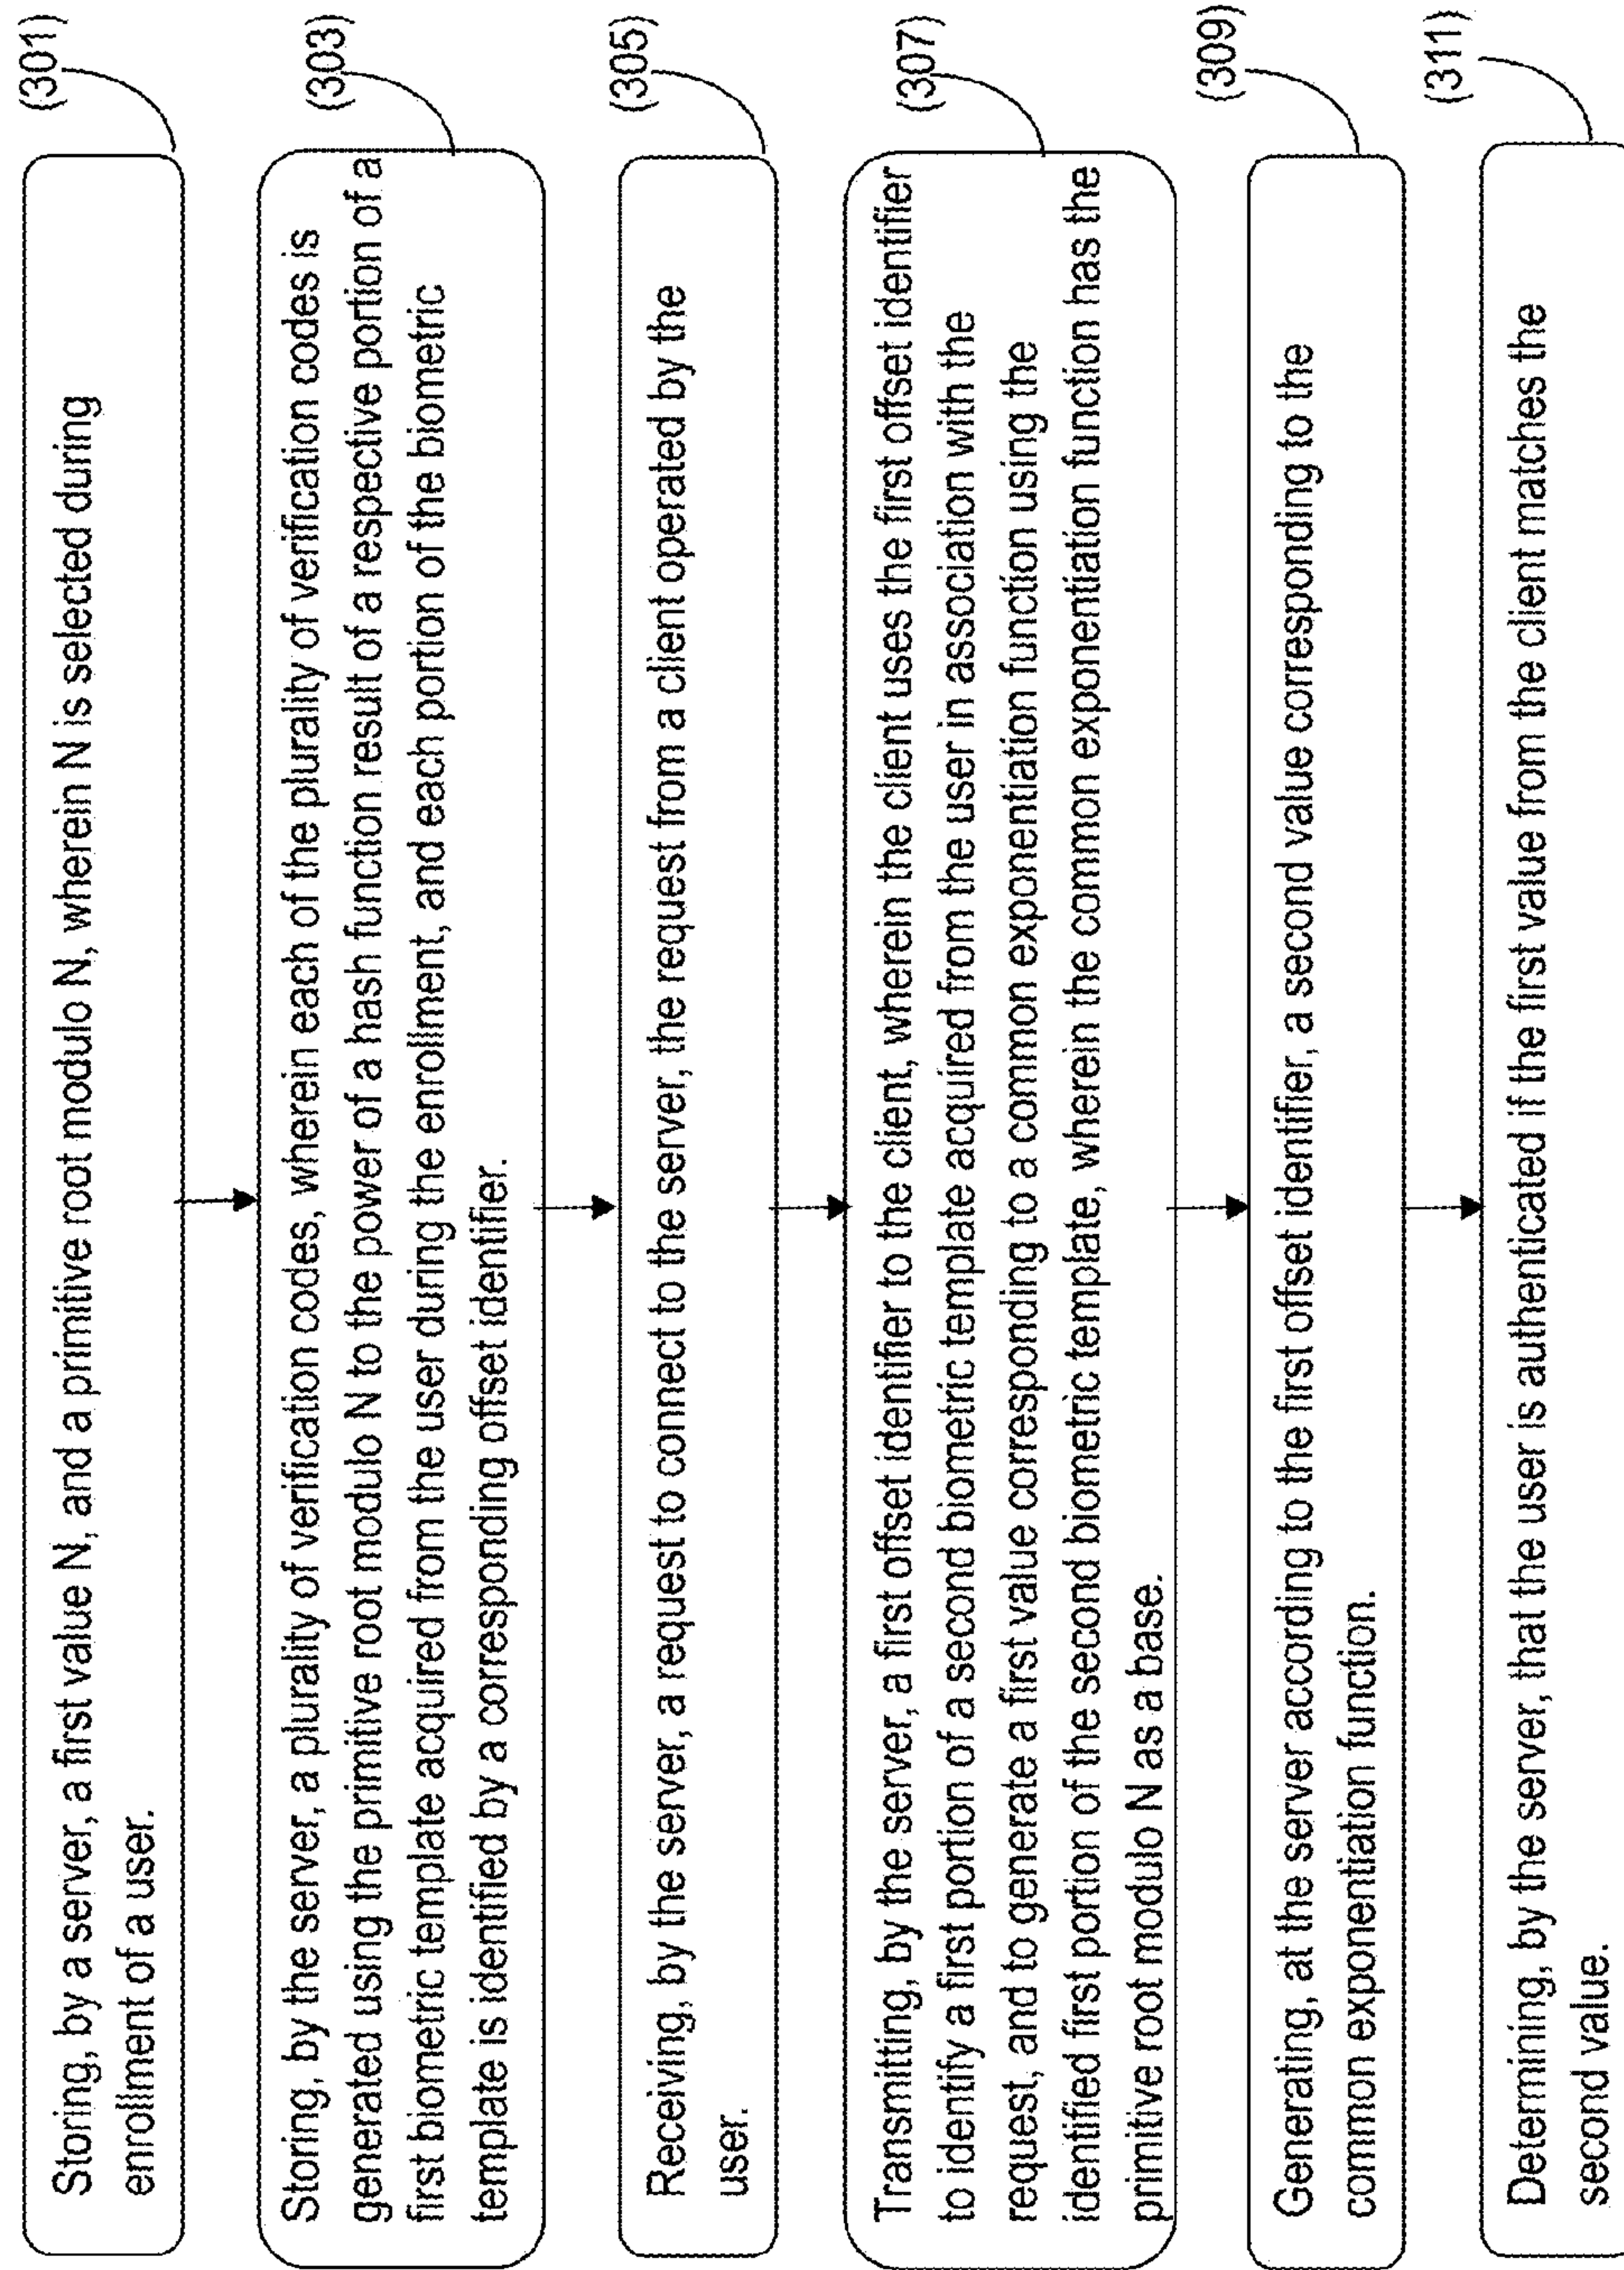 (301)
Storing, by a server, a first value N, and a primitive root modulo N, wherein N is selected during
enrollment of a user.
(303)
Storing, by the server, a plurality of verification codes, wherein each of the plurality of verification codes is
generated using the primitive root modulo N to the power of a hash function result of a respective portion of a
first biometric template acquired from the user during the enrollment, and each portion of the biometric
template is identified by a corresponding offset identifier.
(305)
Receiving, by the server, a request to connect to the server, the request from a client operated by the
user.
(307)
Transmitting, by the server, a first offset identifier to the client, wherein the client uses the first offset identifier
to identify a first portion of a second biometric template acquired from the user in association with the
request, and to generate a first value corresponding to a common exponentiation function using the
identified first portion of the second biometric template, wherein the common exponentiation function has the
primitive root modulo N as a base.
(309)
Generating, at the server according to the first offset identifier, a second value corresponding to the
common exponentiation function.
(311)
Determining, by the server, that the user is authenticated if the first value from the client matches the
second value.